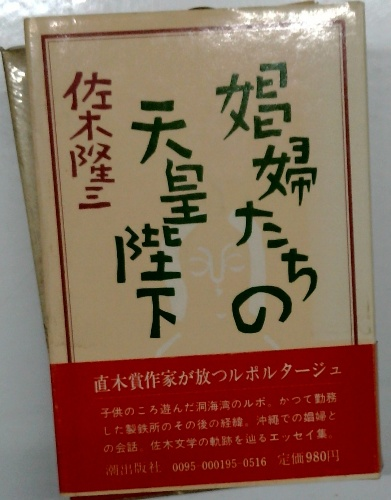 娼婦たちの
天皇陛下
佐木隆三
直木賞作家が放つルポルタージュ
子供のころ遊んだ洞海湾のルポ。かつて勤務
した製鉄所のその後の経緯。沖縄での娼婦と
の会話。佐木文学の軌跡を辿るエッセイ集。
潮出版社 0095-000195-0516 定価980円